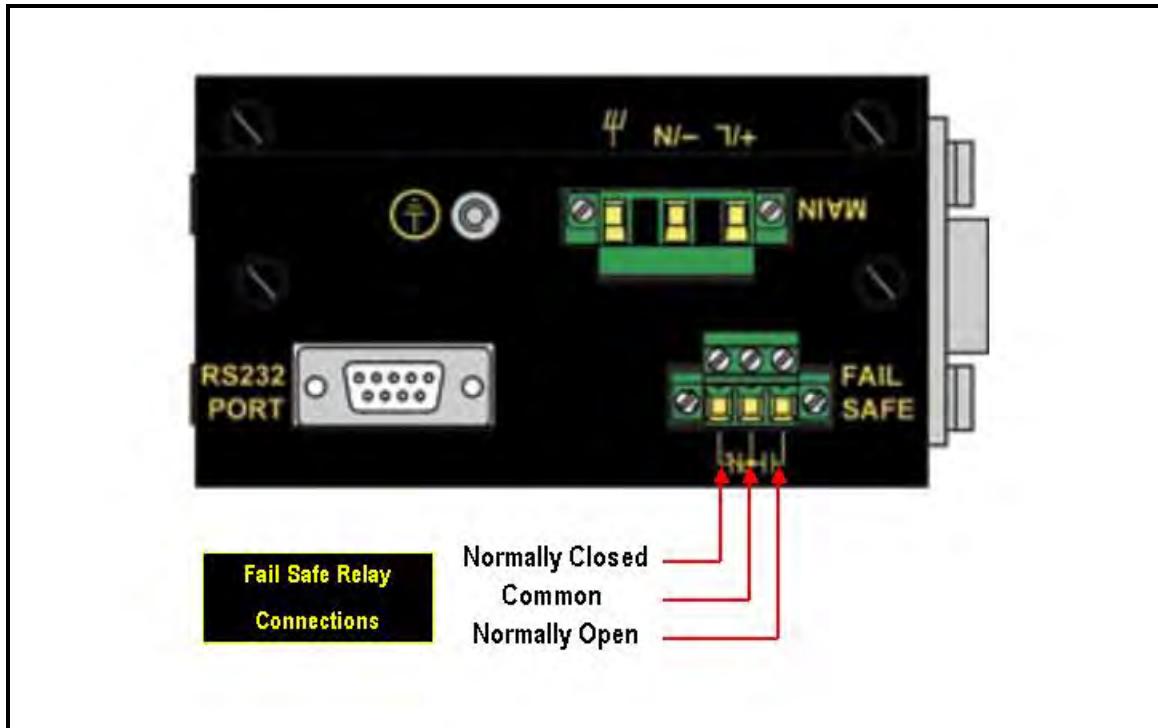 N/− L/+
MAIN
RS232
PORT
FAIL
SAFE
Fail Safe Relay
Connections
Normally Closed
Common
Normally Open